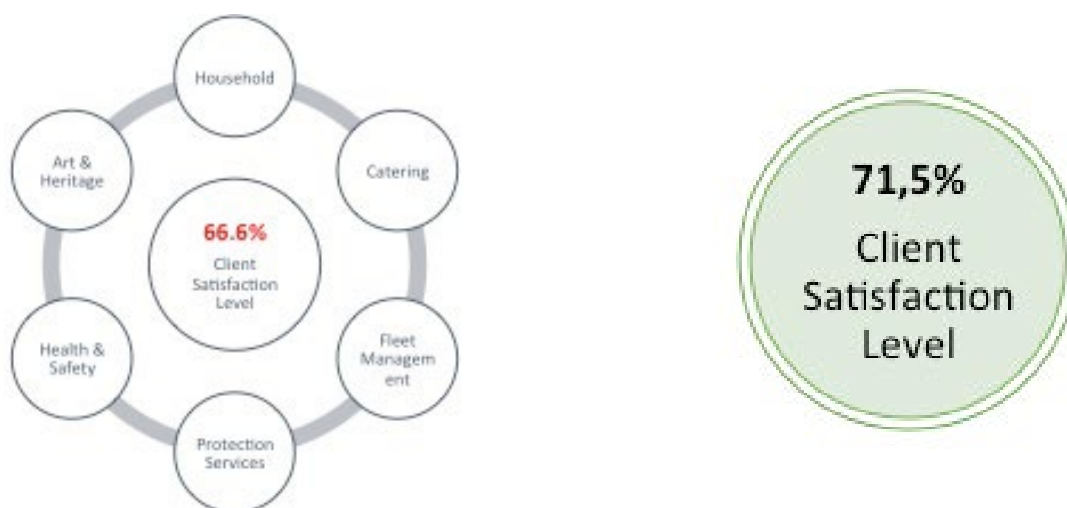 Household
Art &
Heritage
Catering
66.6%
Client
Satisfaction
Level
Health &
Safety
Fleet
Managem
ent
Protection
Services
71,5%
Client
Satisfaction
Level